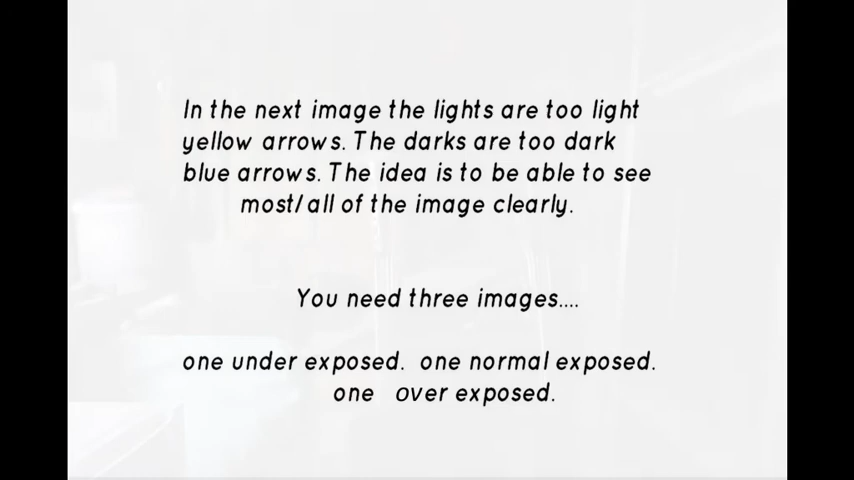 In the next image the lights are too light
yellow arrows. The darks are too dark
blue arrows. The idea is to be able to see
most/all of the image clearly.
You need three images....
one under exposed. one normal exposed.
one over exposed.